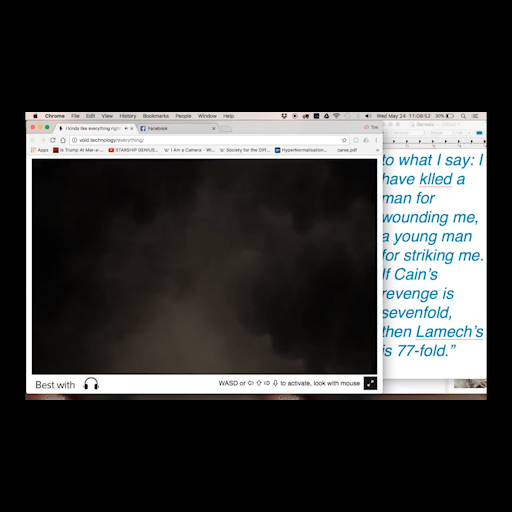 Chrome File Edit View History Bookmarks People Window Help
Wed May 24 11:08:52
30%
I kinda like everything right
Facebook
void.technology/everything/
Apps
Is Trump At Mar-a-...
STARSHIP GENIUS...
I Am a Camera - Wi...
Society for the Diff...
HyperNormalisation...
carse.pdf
to what I say: I
have klled a
man for
wounding me,
a young man
for striking me.
If Cain's
revenge is
sevenfold,
then Lamech's
is 77-fold."
Best with
WASD or to activate, look with mouse